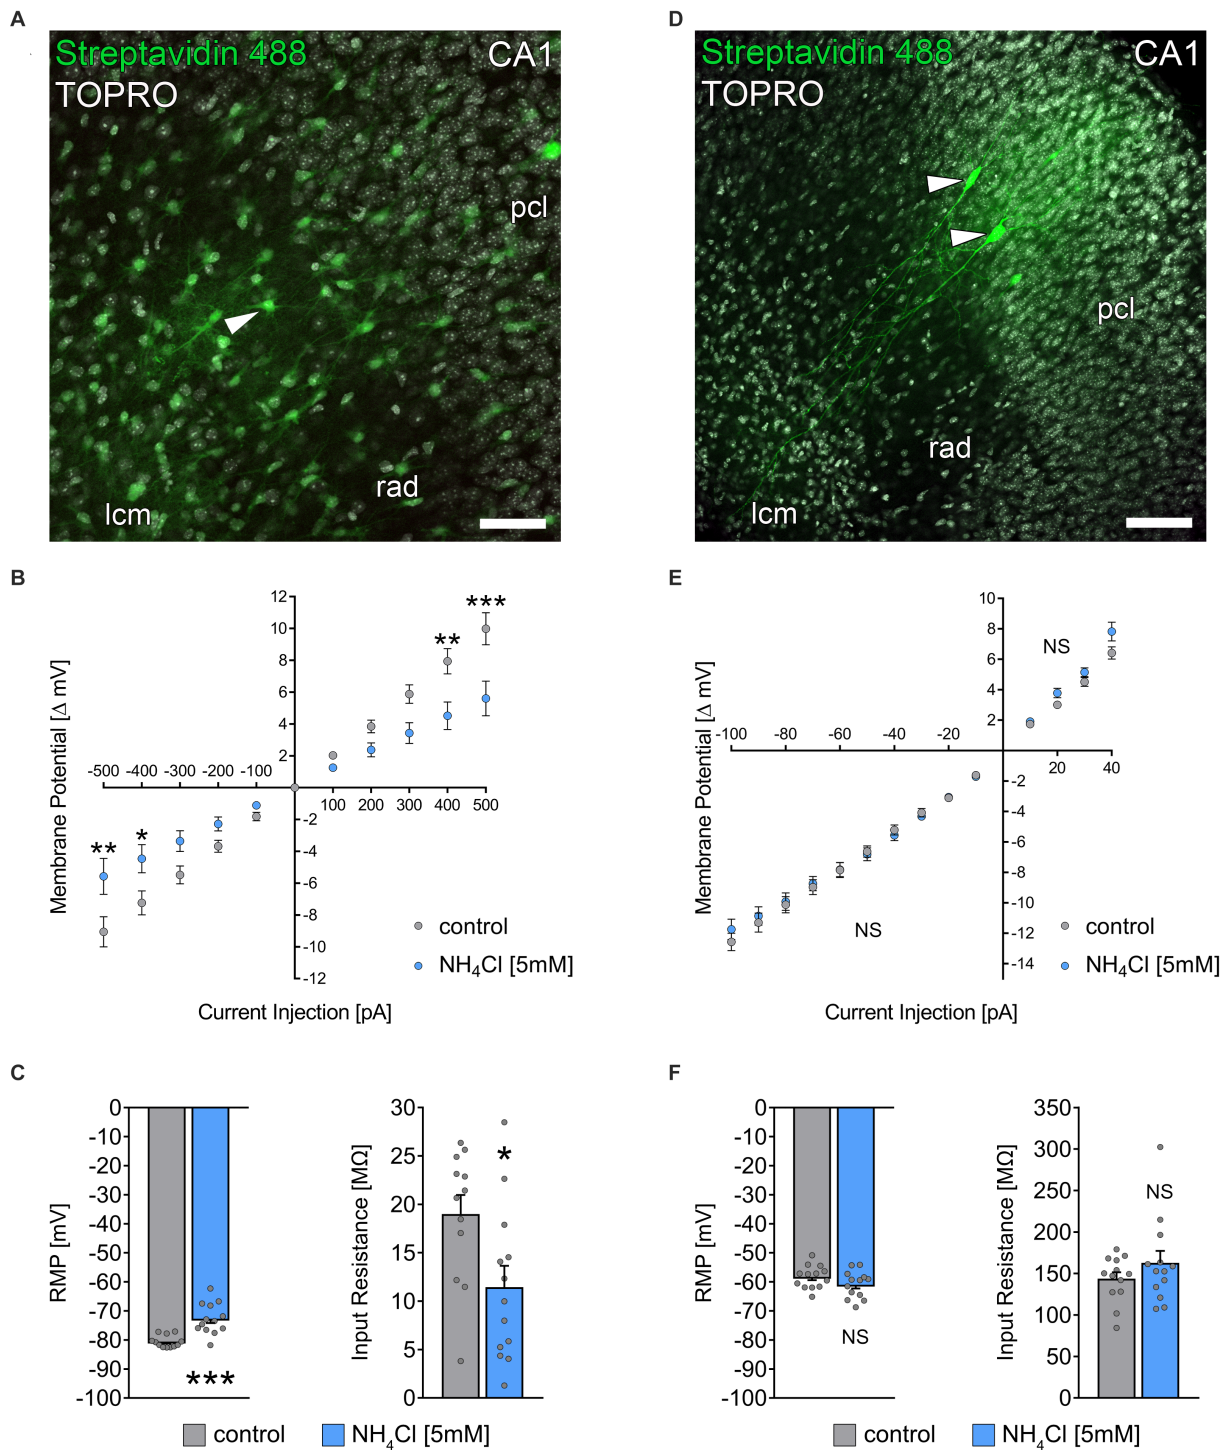 A
Streptavidin 488
CA1
TOPRO
pcl
rad
lcm
D
Streptavidin 488
CA1
TOPRO
pcl
rad
lcm
B
Membrane Potential [Δ mV]
12
10
8
6
4
2
-2
-4
-6
-8
-10
-12
-500 -400 -300 -200 -100
100 200 300 400 500
** * ** ***
control
NH₄Cl [5mM]
Current Injection [pA]
E
Membrane Potential [Δ mV]
10
8
6
4
2
-2
-4
-6
-8
-10
-12
-14
-100 -80 -60 -40 -20
20 40
NS
NS
control
NH₄Cl [5mM]
Current Injection [pA]
C
RMP [mV]
0
-10
-20
-30
-40
-50
-60
-70
-80
-90
-100
***
Input Resistance [MΩ]
30
25
20
15
10
5
0
*
control
NH₄Cl [5mM]
F
RMP [mV]
0
-10
-20
-30
-40
-50
-60
-70
-80
-90
-100
NS
Input Resistance [MΩ]
350
300
250
200
150
100
50
0
NS
control
NH₄Cl [5mM]